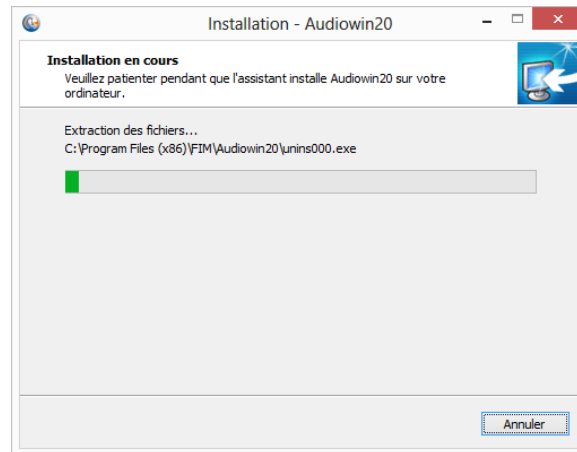 Installation - Audiowin20
Installation en cours
Veuillez patienter pendant que l'assistant installe Audiowin20 sur votre
ordinateur.
Extraction des fichiers...
C:\Program Files (x86)\FIM\Audiowin20\unins000.exe
Annuler